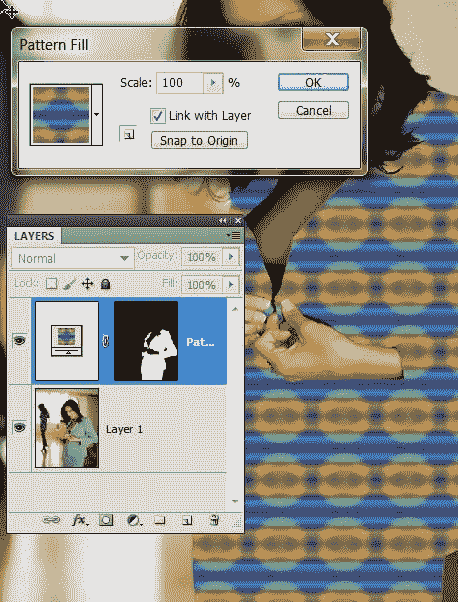 Pattern Fill
Scale: 100 %
OK
Link with Layer
Cancel
Snap to Origin
LAYERS
Normal Opacity: 100%
Lock: Fill: 100%
Pat...
Layer 1
fx